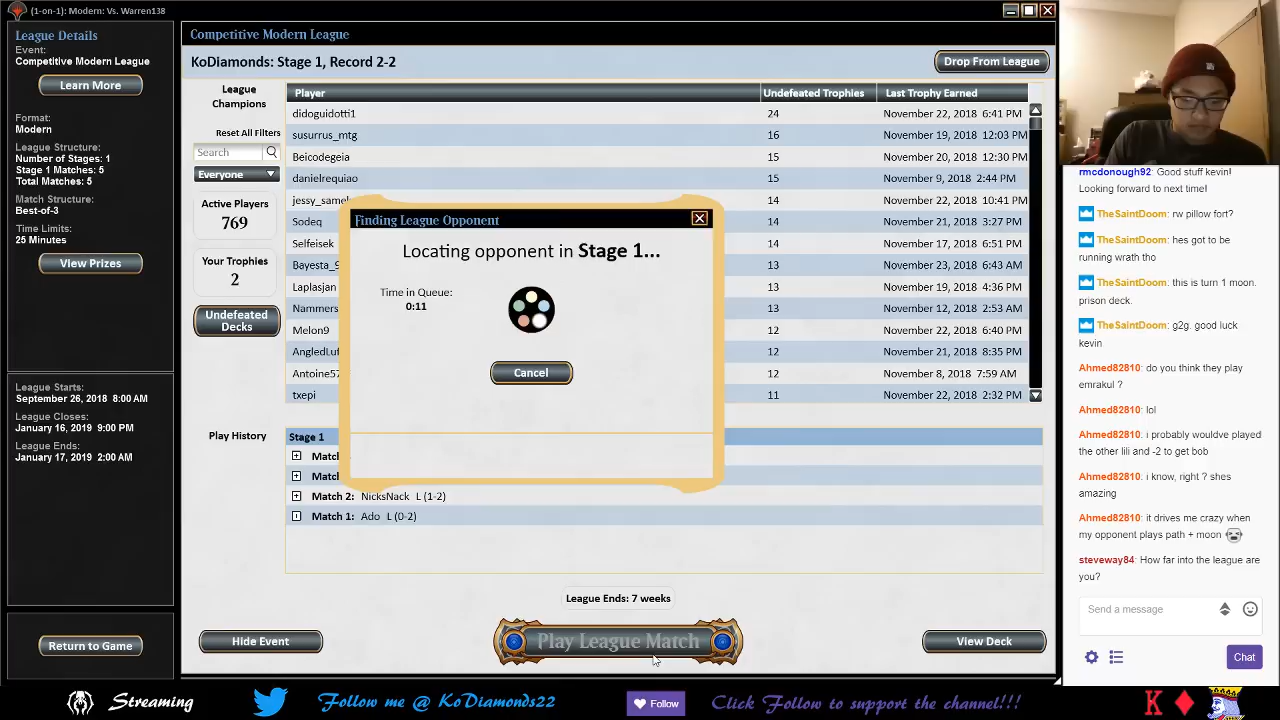 (1-on-1): Modern: Vs. Warren138
League Details
Event:
Competitive Modern League
Learn More
Format:
Modern
League Structure:
Number of Stages: 1
Stage 1 Matches: 5
Total Matches: 5
Match Structure:
Best-of-3
Time Limits:
25 Minutes
View Prizes
League Starts:
September 26, 2018 8:00 AM
League Closes:
January 16, 2019 9:00 PM
League Ends:
January 17, 2019 2:00 AM
Return to Game
Competitive Modern League
KoDiamonds: Stage 1, Record 2-2
Drop From League
League
Champions
Reset All Filters
Search
Everyone
Active Players
769
Your Trophies
2
Undefeated
Decks
Player Undefeated Trophies Last Trophy Earned
didoguidotti1 24 November 22, 2018 6:41 PM
susurrus_mtg 16 November 19, 2018 12:03 PM
Beicodegeia 15 November 20, 2018 12:30 PM
danielrequiao 15 November 9, 2018 2:44 PM
jessy_samel 14 November 22, 2018 10:41 PM
Sodeq 14 November 21, 2018 3:27 PM
Selfeisek 14 November 17, 2018 6:51 PM
Bayesta_9 13 November 22, 2018 6:43 AM
Laplasjan 13 November 19, 2018 4:36 PM
Nammers 13 November 12, 2018 2:53 AM
Melon9 12 November 22, 2018 6:40 PM
AngledLuf 12 November 21, 2018 8:35 PM
Antoine57 12 November 8, 2018 7:59 AM
txepi 11 November 22, 2018 2:32 PM
Finding League Opponent
Locating opponent in Stage 1...
Time in Queue:
0:11
Cancel
Play History
Stage 1
Match
Match
Match 2: NicksNack L (1-2)
Match 1: Ado L (0-2)
League Ends: 7 weeks
Hide Event
Play League Match
View Deck
rmcdonough92: Good stuff kevin!
Looking forward to next time!
TheSaintDoom: rw pillow fort?
TheSaintDoom: hes got to be
running wrath tho
TheSaintDoom: this is turn 1 moon.
prison deck.
TheSaintDoom: g2g. good luck
kevin
Ahmed82810: do you think they play
emrakul ?
Ahmed82810: lol
Ahmed82810: i probably wouldve played
the other lili and -2 to get bob
Ahmed82810: i know, right ? shes
amazing
Ahmed82810: it drives me crazy when
my opponent plays path + moon
steveway84: How far into the league are
you?
Send a message
Chat
Streaming
Follow me @ KoDiamonds22
Follow
Click Follow to support the channel!!!
K